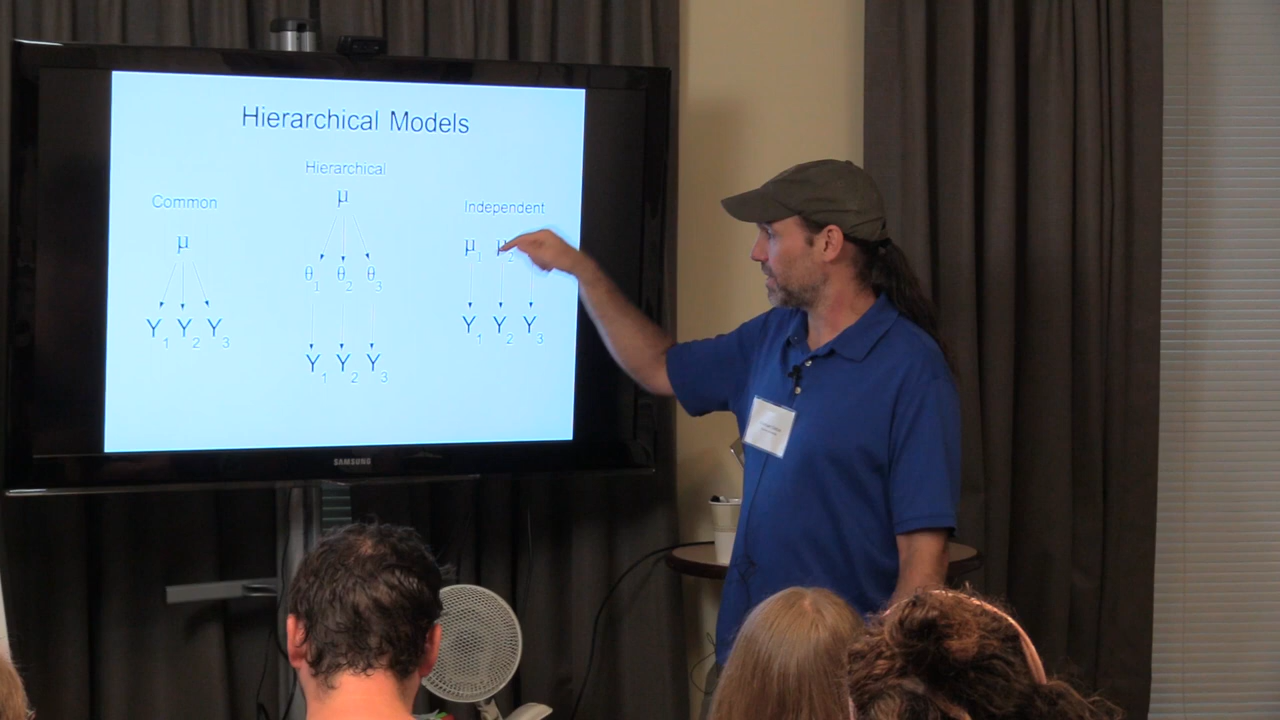 Hierarchical Models
Common
μ
Y1 Y2 Y3
Hierarchical
μ
θ1 θ2 θ3
Y1 Y2 Y3
Independent
μ1 μ2
Y1 Y2 Y3
SAMSUNG